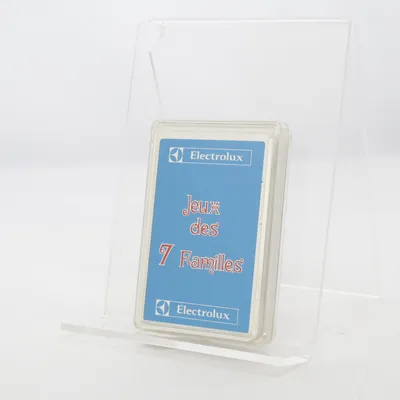 Electrolux
Jeux
des
7 Familles
Electrolux